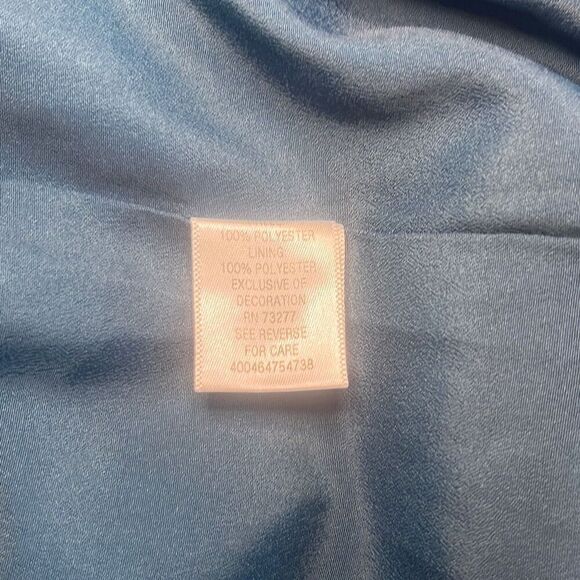 100% POLYESTER
LINING:
100% POLYESTER
EXCLUSIVE OF
DECORATION
RN 73277
SEE REVERSE
FOR CARE
400464754738